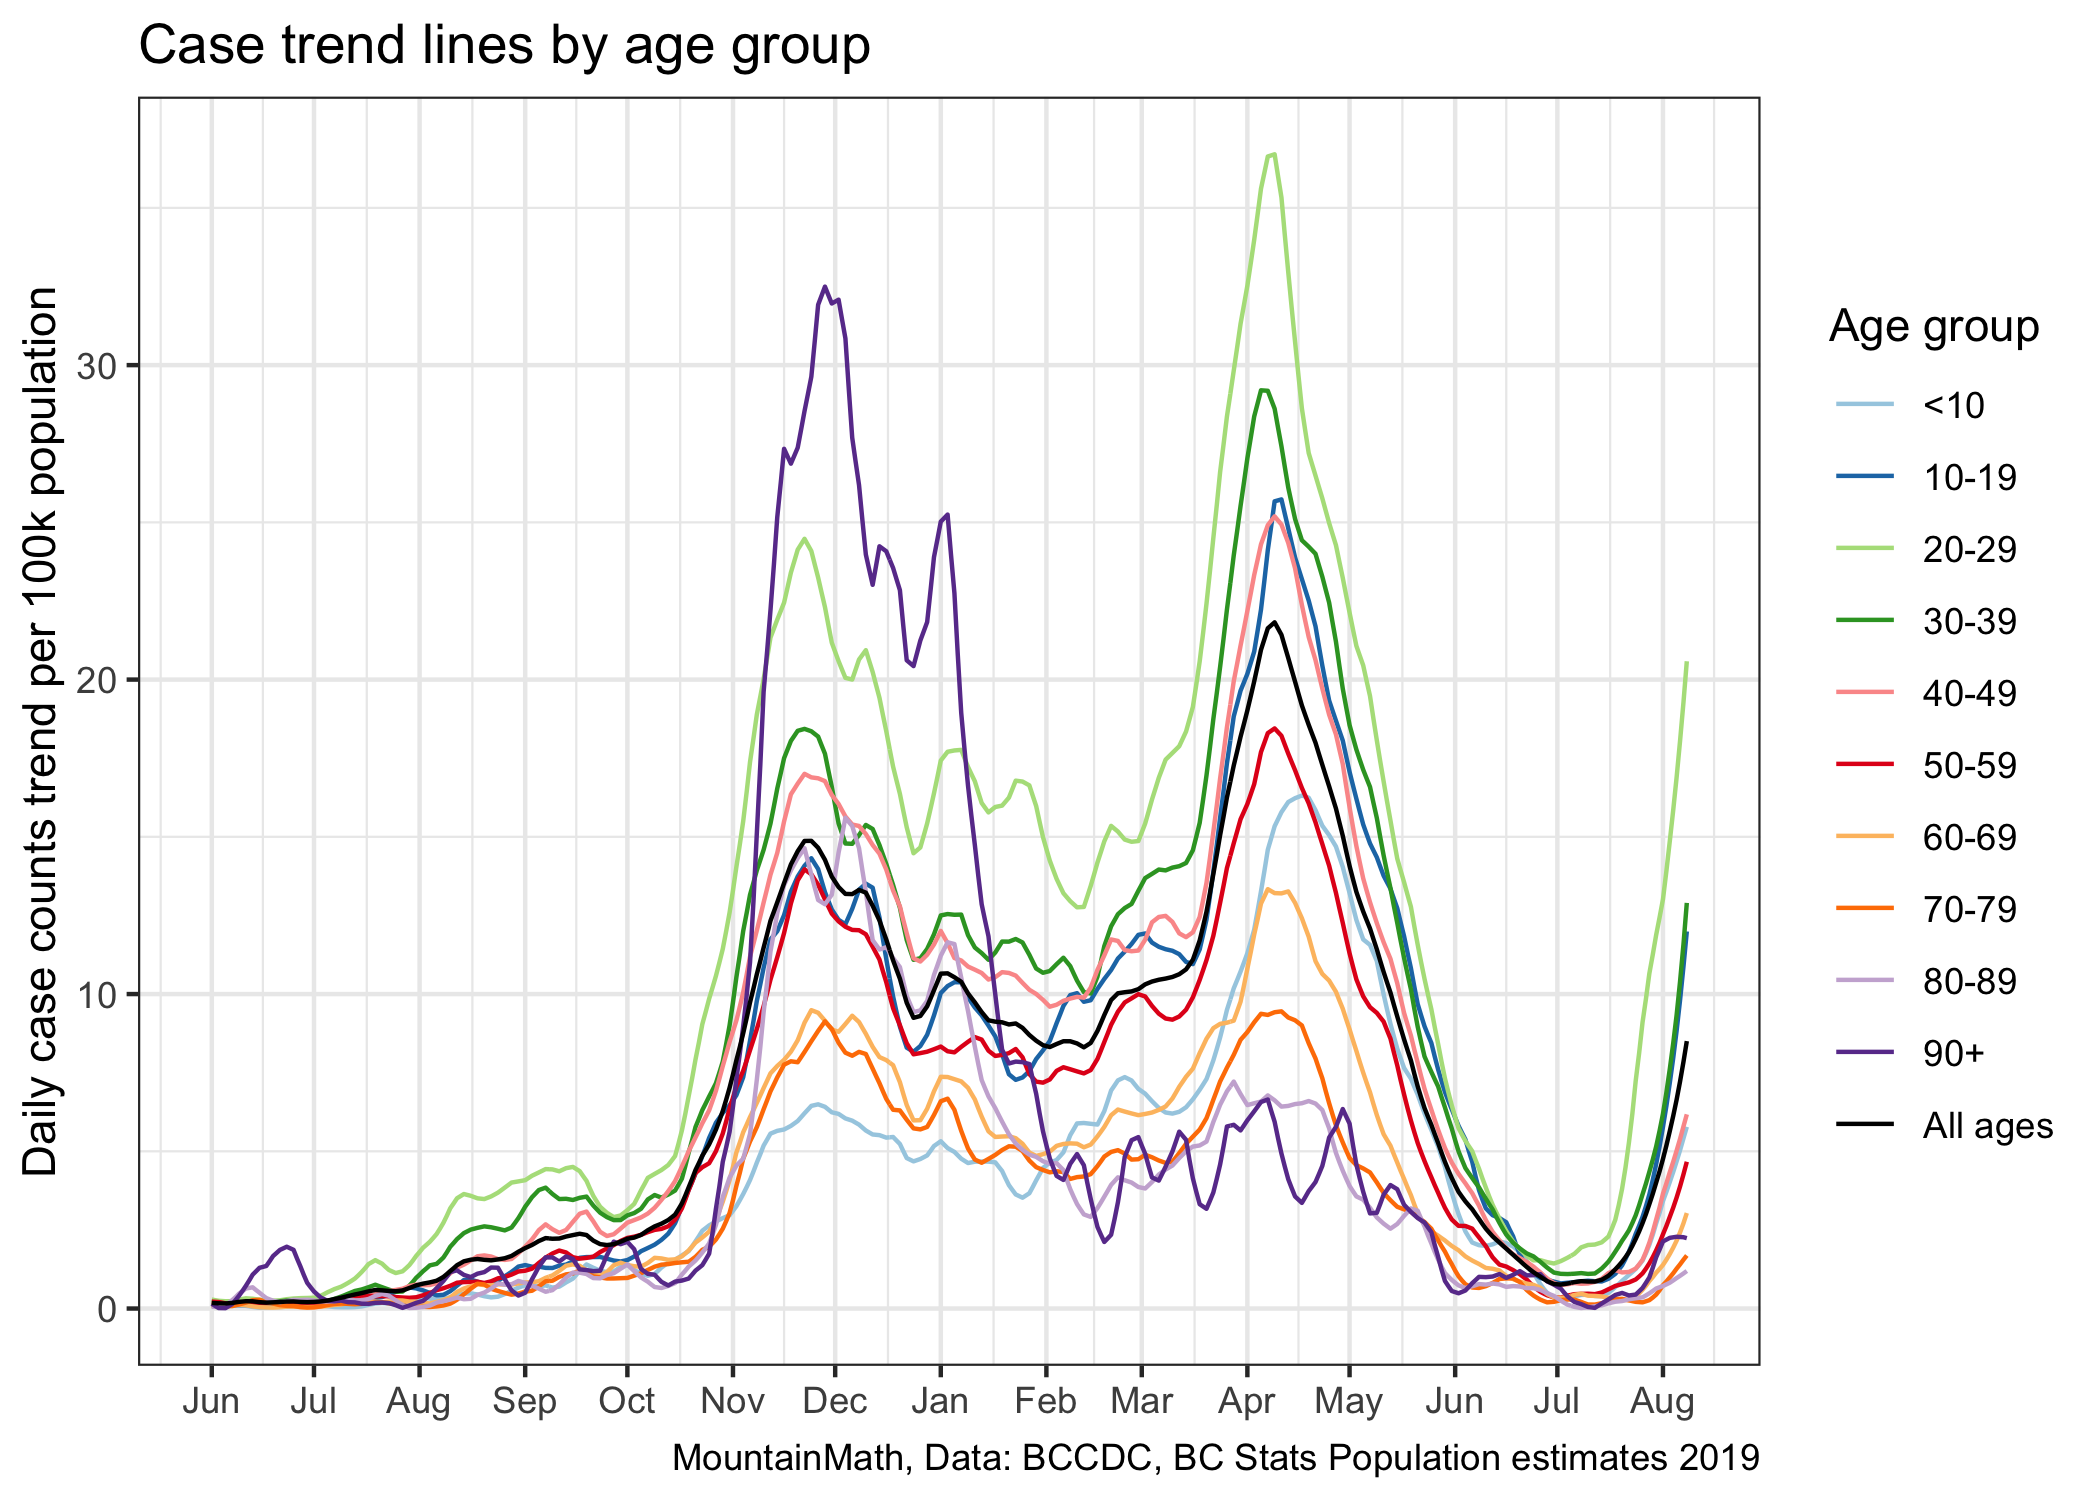 Case trend lines by age group
Daily case counts trend per 100k population
30
20
10
0
Jun Jul Aug Sep Oct Nov Dec Jan Feb Mar Apr May Jun Jul Aug
Age group
<10
10-19
20-29
30-39
40-49
50-59
60-69
70-79
80-89
90+
All ages
MountainMath, Data: BCCDC, BC Stats Population estimates 2019